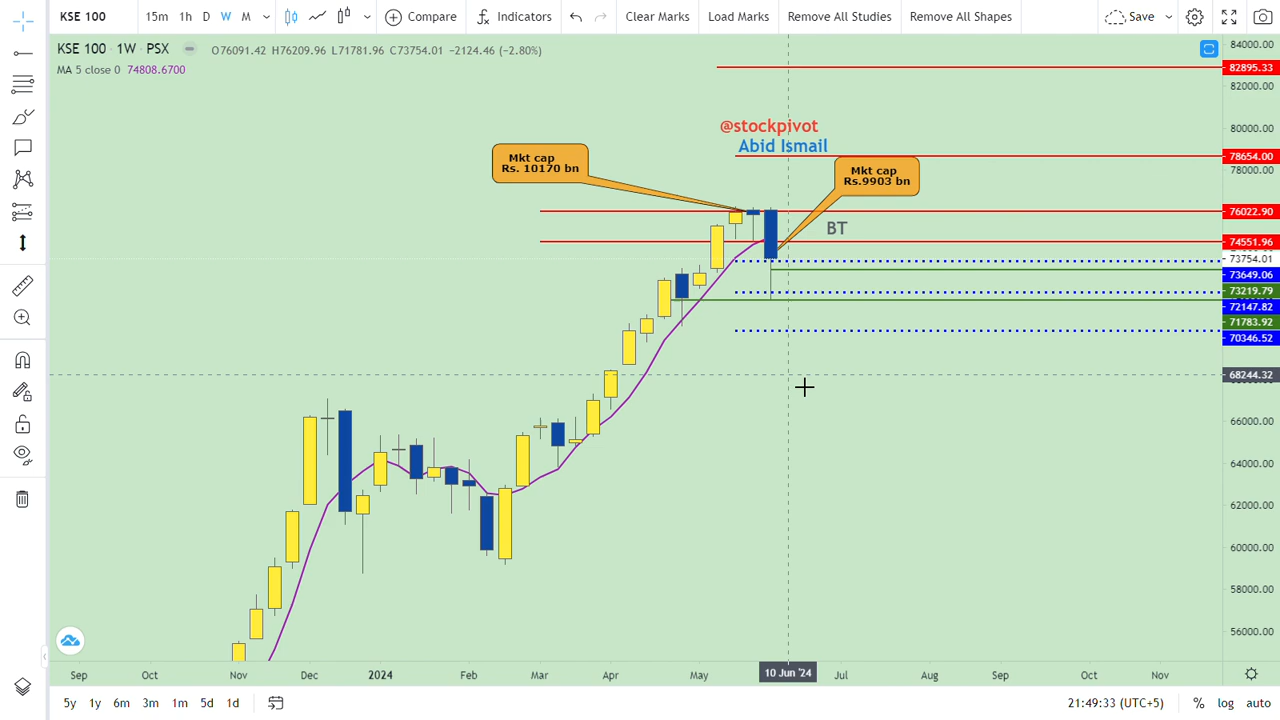 KSE 100 15m 1h D W M Compare Indicators Clear Marks Load Marks Remove All Studies Remove All Shapes Save
KSE 100 · 1W · PSX O76091.42 H76209.96 L71781.96 C73754.01 −2124.46 (−2.80%)
MA 5 close 0 74808.6700
84000.00
82895.33
82000.00
80000.00
@stockpivot
Abid Ismail
78654.00
78000.00
Mkt cap
Rs. 10170 bn
Mkt cap
Rs.9903 bn
76022.90
BT
74551.96
73754.01
73649.06
73219.79
72147.82
71783.92
70346.52
68244.32
66000.00
64000.00
62000.00
60000.00
58000.00
56000.00
Sep Oct Nov Dec 2024 Feb Mar Apr May 10 Jun '24 Jul Aug Sep Oct Nov
5y 1y 6m 3m 1m 5d 1d 21:49:33 (UTC+5) % log auto